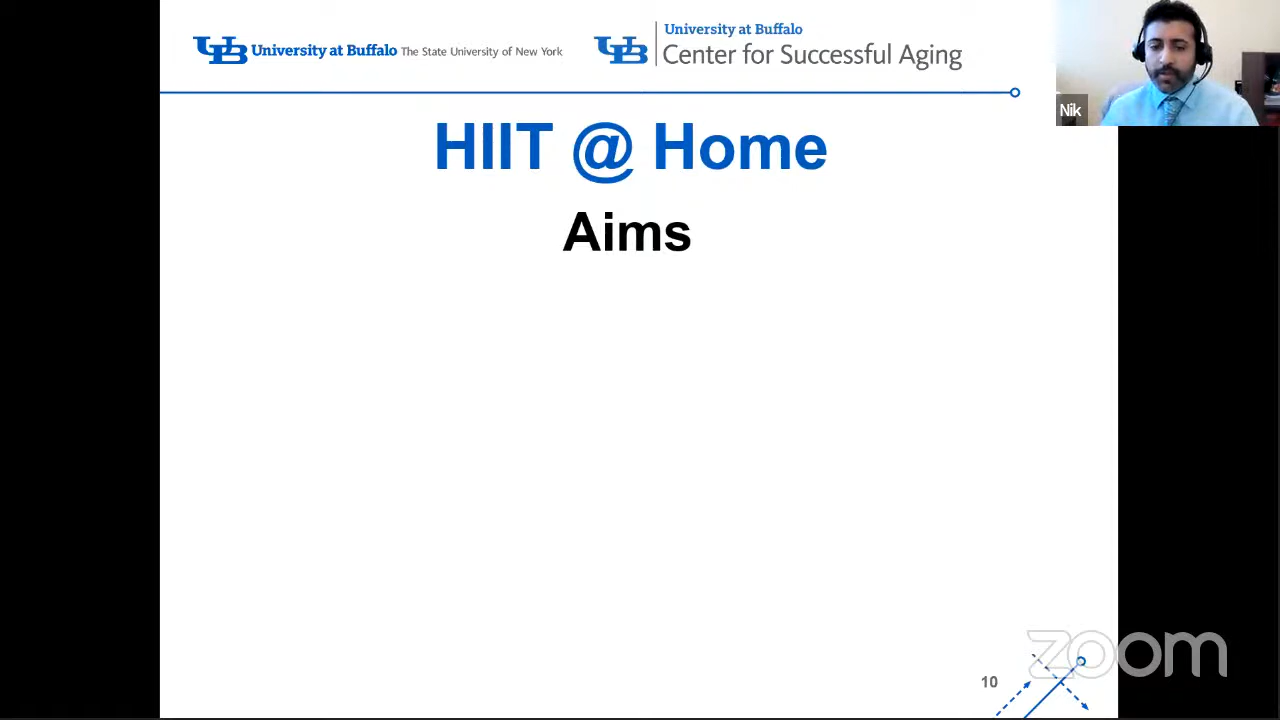 University at Buffalo The State University of New York
University at Buffalo
Center for Successful Aging
Nik
HIIT @ Home
Aims
10
zoom